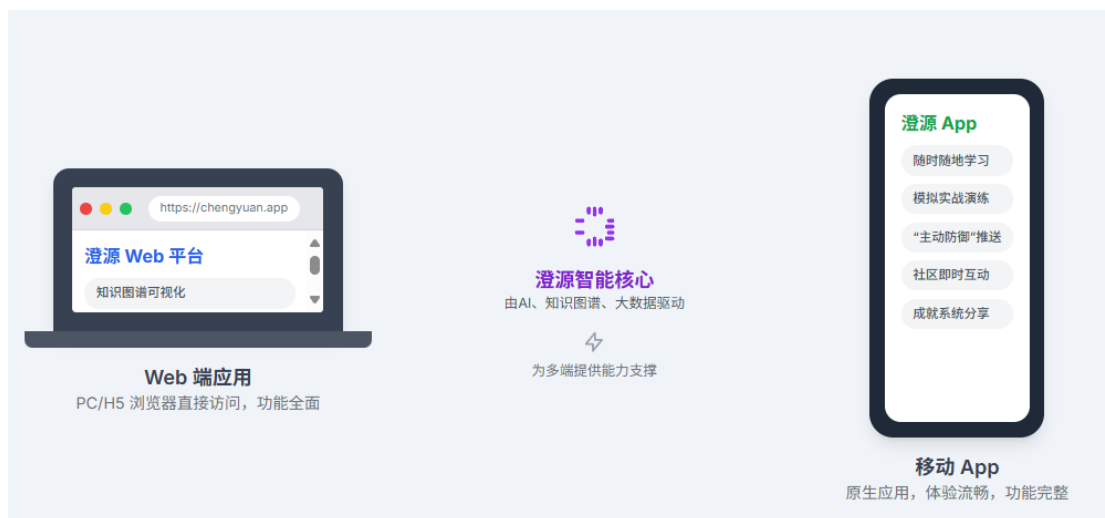 https://chengyuan.app
澄源 Web 平台
知识图谱可视化
Web 端应用
PC/H5 浏览器直接访问，功能全面
澄源智能核心
由AI、知识图谱、大数据驱动
为多端提供能力支撑
澄源 App
随时随地学习
模拟实战演练
“主动防御”推送
社区即时互动
成就系统分享
移动 App
原生应用，体验流畅，功能完整